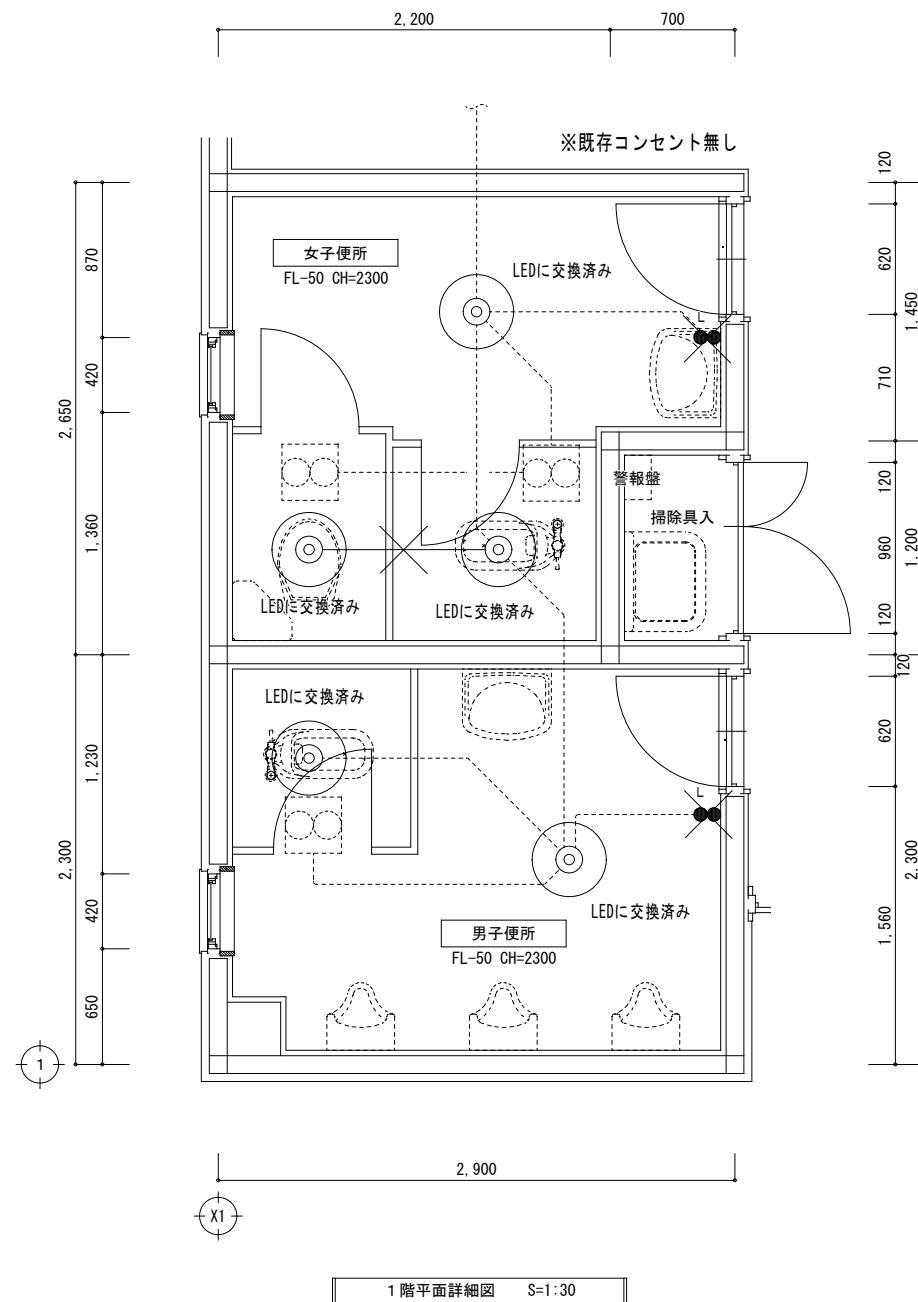 2,200
700
※既存コンセント無し
120
女子便所
FL-50 CH=2300
LEDに交換済み
870
620
1,450
L
420
710
2,650
警報盤
120
掃除具入
1,360
960
1,200
LEDに交換済み
LEDに交換済み
120
120
LEDに交換済み
620
1,230
L
2,300
2,300
LEDに交換済み
420
1,560
男子便所
FL-50 CH=2300
650
1
2,900
X1
1階平面詳細図 S=1:30